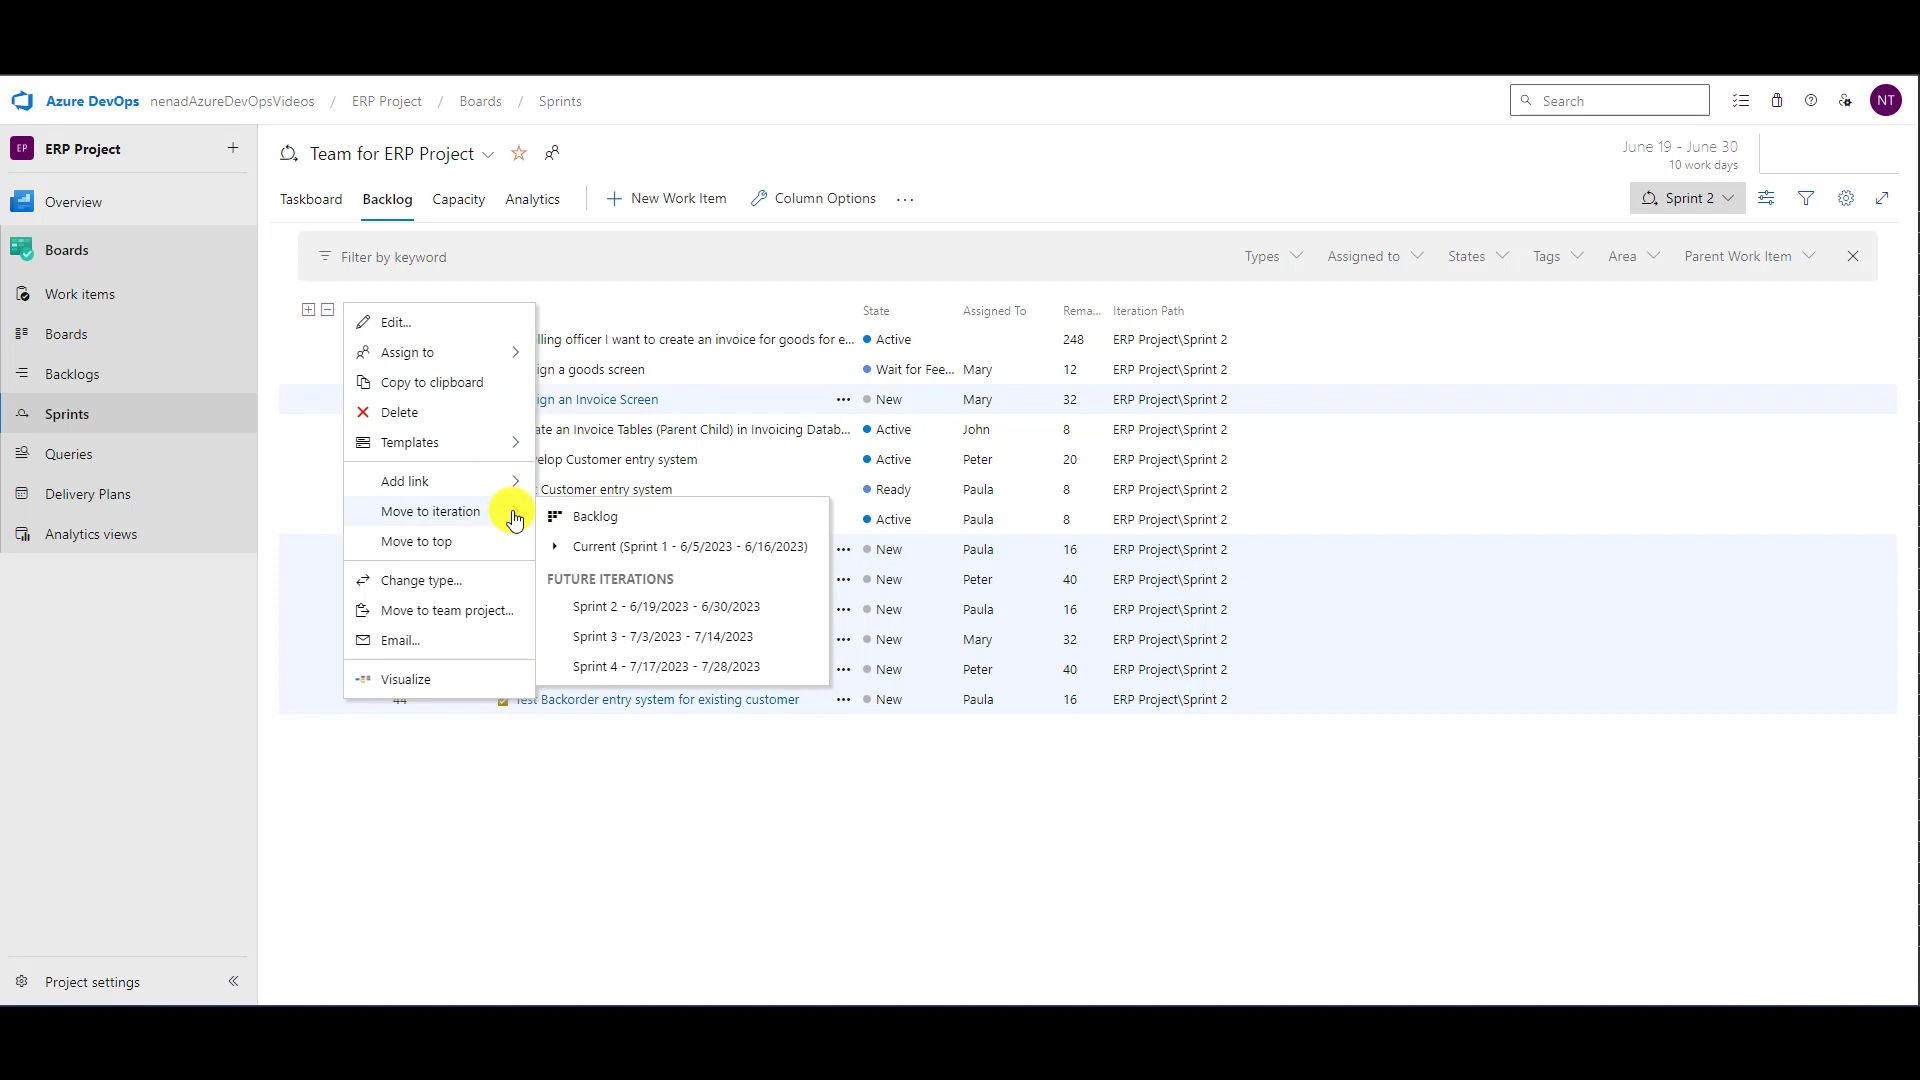 Azure DevOps nenadAzureDevOpsVideos / ERP Project / Boards / Sprints
Search
NT
EP ERP Project
Overview
Boards
Work items
Boards
Backlogs
Sprints
Queries
Delivery Plans
Analytics views
Project settings
Team for ERP Project
June 19 - June 30
10 work days
Taskboard Backlog Capacity Analytics New Work Item Column Options
Sprint 2
Filter by keyword Types Assigned to States Tags Area Parent Work Item
State Assigned To Rema... Iteration Path
lling officer I want to create an invoice for goods for e... Active 248 ERP Project\Sprint 2
ign a goods screen Wait for Fee... Mary 12 ERP Project\Sprint 2
ign an Invoice Screen New Mary 32 ERP Project\Sprint 2
ate an Invoice Tables (Parent Child) in Invoicing Datab... Active John 8 ERP Project\Sprint 2
elop Customer entry system Active Peter 20 ERP Project\Sprint 2
Customer entry system Ready Paula 8 ERP Project\Sprint 2
Active Paula 8 ERP Project\Sprint 2
New Paula 16 ERP Project\Sprint 2
New Peter 40 ERP Project\Sprint 2
New Paula 16 ERP Project\Sprint 2
New Mary 32 ERP Project\Sprint 2
New Peter 40 ERP Project\Sprint 2
44 Test Backorder entry system for existing customer New Paula 16 ERP Project\Sprint 2
Edit...
Assign to
Copy to clipboard
Delete
Templates
Add link
Move to iteration
Move to top
Change type...
Move to team project...
Email...
Visualize
Backlog
Current (Sprint 1 - 6/5/2023 - 6/16/2023)
FUTURE ITERATIONS
Sprint 2 - 6/19/2023 - 6/30/2023
Sprint 3 - 7/3/2023 - 7/14/2023
Sprint 4 - 7/17/2023 - 7/28/2023